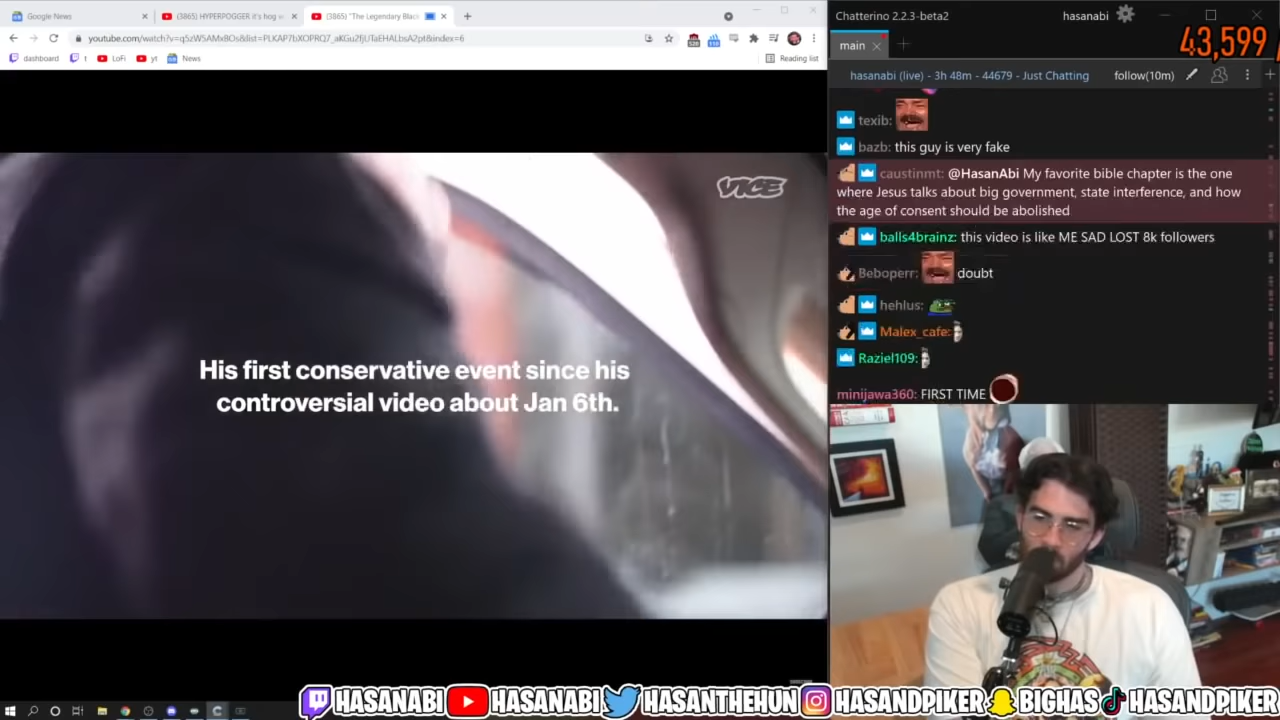 Google News
(3865) HYPERPOGGER it's hog w
(3865) "The Legendary Blac
youtube.com/watch?v=q5zW5AMxBOs&list=PLKAP7bXOPRQ7_aKGu2fjUTaEHALbsA2pt&index=6
dashboard
t
LoFi
yt
News
Reading list
VICE
His first conservative event since his
controversial video about Jan 6th.
Chatterino 2.2.3-beta2
hasanabi
43,599
main
hasanabi (live) - 3h 48m - 44679 - Just Chatting
follow(10m)
texib:
bazb: this guy is very fake
caustinmt: @HasanAbi My favorite bible chapter is the one
where Jesus talks about big government, state interference, and how
the age of consent should be abolished
balls4brainz: this video is like ME SAD LOST 8k followers
Beboperr: doubt
hehlus:
Malex_cafe:
Raziel109:
minijawa360: FIRST TIME
HASANABI HASANABI HASANTHEHUN HASANDPIKER BIGHAS HASANDPIKER